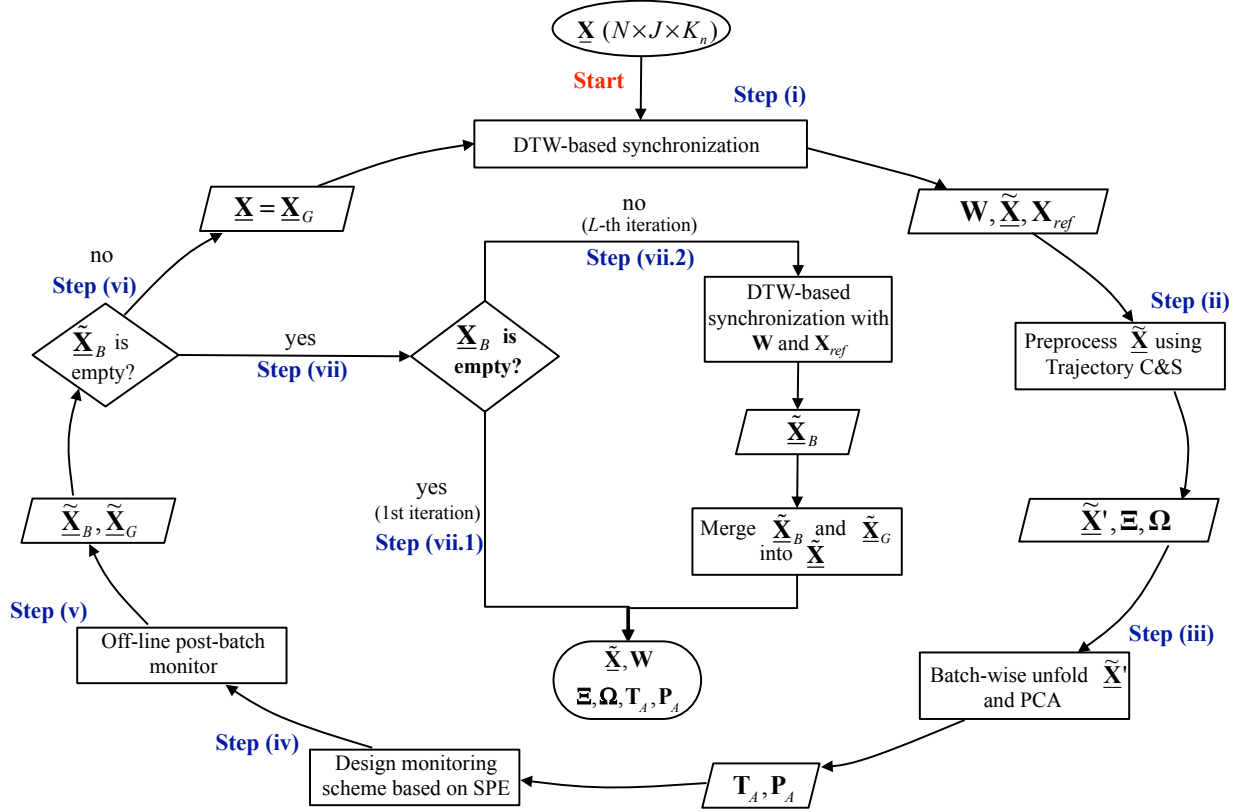 X̲ (N×J×Kₙ)
Start
Step (i)
DTW-based synchronization
W, X̲̃, X_ref
Step (ii)
Preprocess X̲̃ using
Trajectory C&S
X̲̃', Ξ, Ω
Step (iii)
Batch-wise unfold X̲̃'
and PCA
T_A, P_A
Design monitoring
scheme based on SPE
Step (iv)
Off-line post-batch
monitor
Step (v)
X̲̃_B, X̲̃_G
X̲̃_B is
empty?
no
Step (vi)
X̲ = X̲_G
yes
Step (vii)
X̲_B is
empty?
no
(L-th iteration)
Step (vii.2)
DTW-based
synchronization with
W and X_ref
X̲̃_B
Merge X̲̃_B and X̲̃_G
into X̲̃
yes
(1st iteration)
Step (vii.1)
X̲̃, W
Ξ, Ω, T_A, P_A